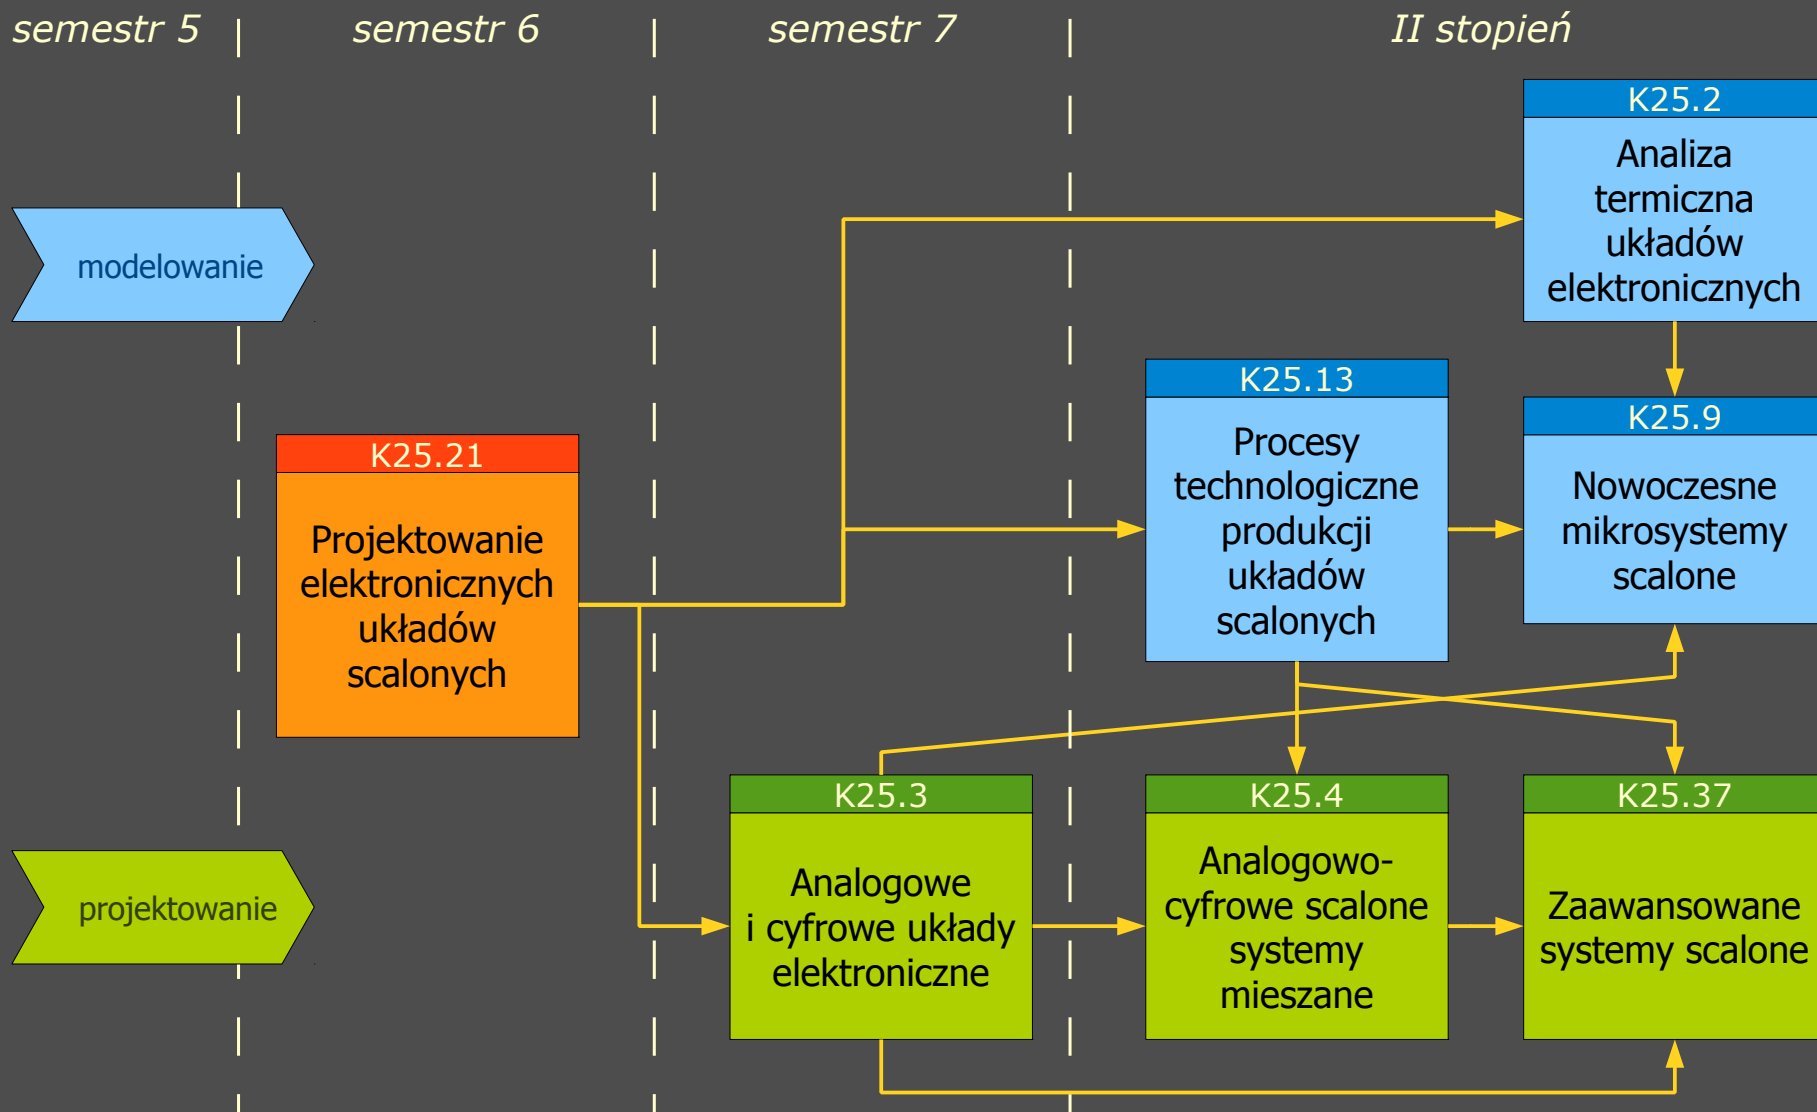 semestr 5
semestr 6
semestr 7
II stopień
modelowanie
projektowanie
K25.21
Projektowanie
elektronicznych
układów
scalonych
K25.3
Analogowe
i cyfrowe układy
elektroniczne
K25.13
Procesy
technologiczne
produkcji
układów
scalonych
K25.4
Analogowo-
cyfrowe scalone
systemy
mieszane
K25.2
Analiza
termiczna
układów
elektronicznych
K25.9
Nowoczesne
mikrosystemy
scalone
K25.37
Zaawansowane
systemy scalone